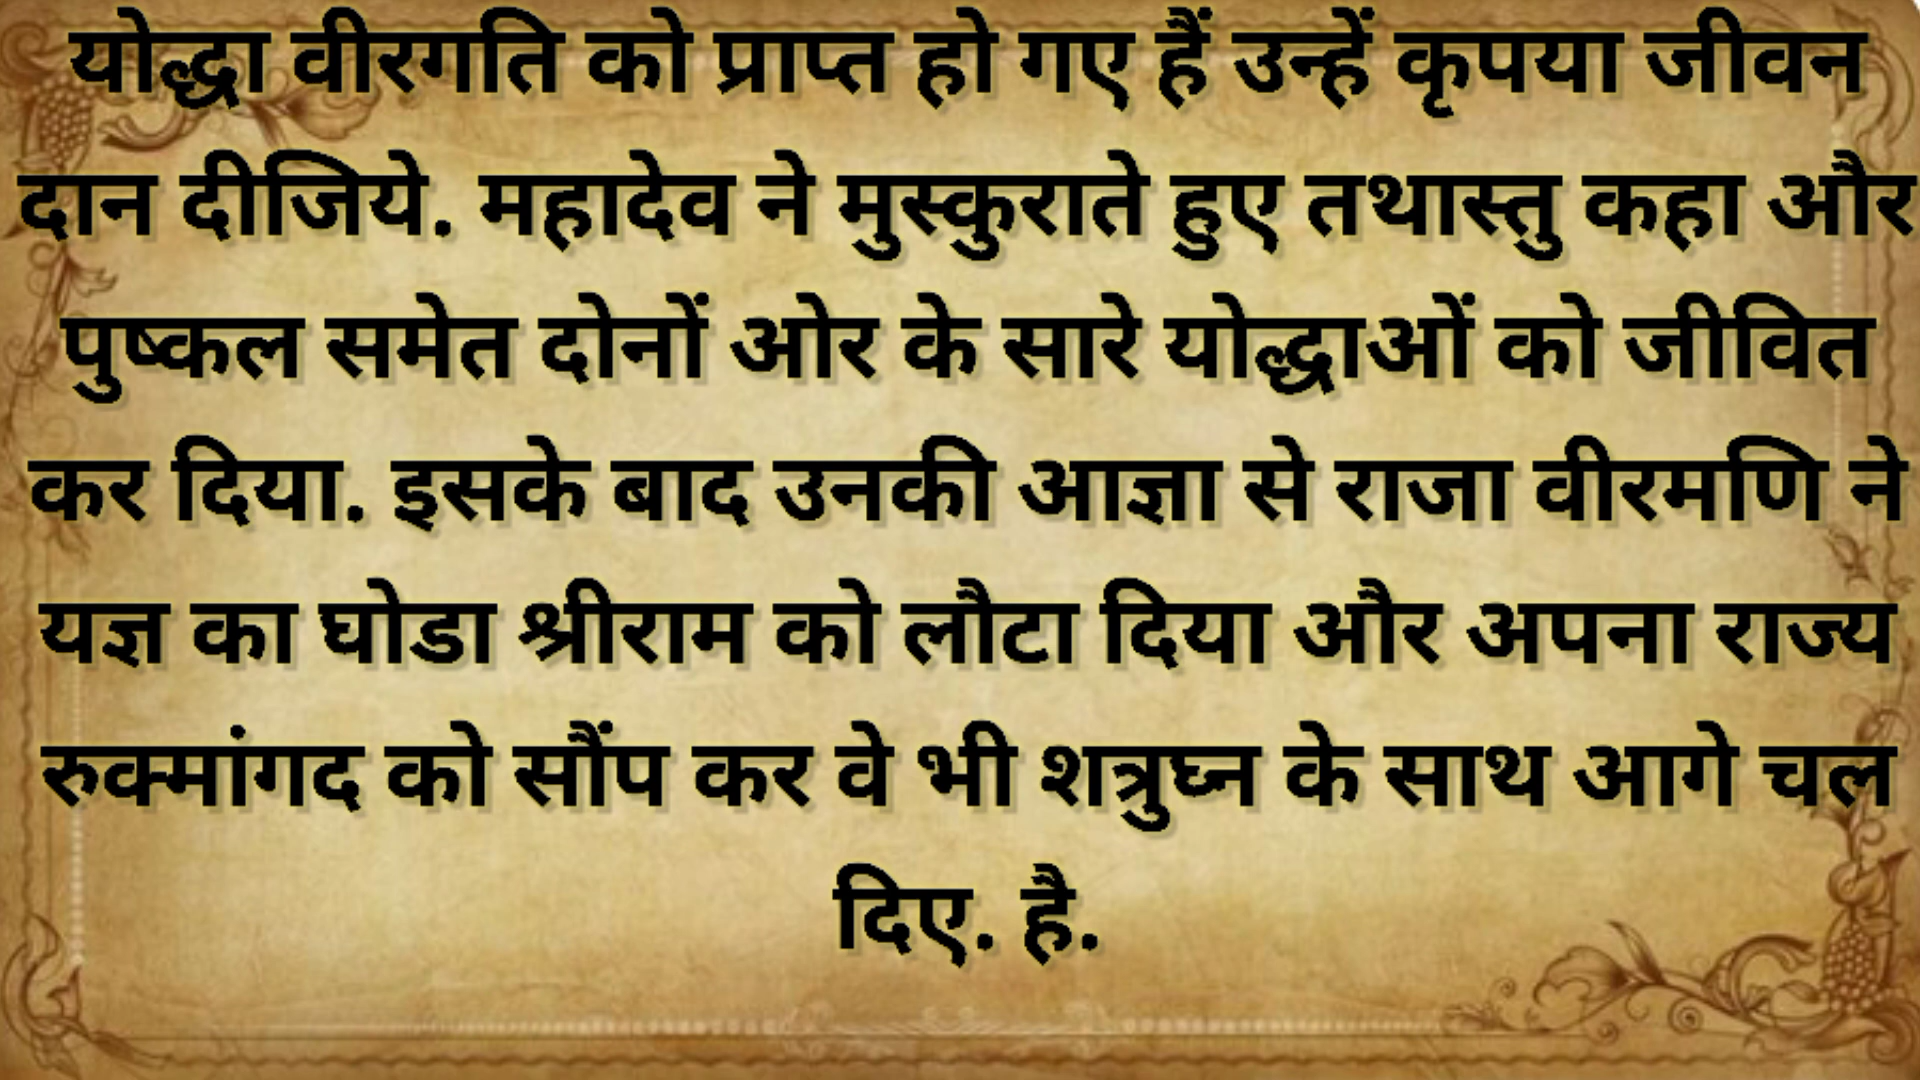 योद्धा वीरगति को प्राप्त हो गए हैं उन्हें कृपया जीवन
दान दीजिये. महादेव ने मुस्कुराते हुए तथास्तु कहा और
पुष्कल समेत दोनों ओर के सारे योद्धाओं को जीवित
कर दिया. इसके बाद उनकी आज्ञा से राजा वीरमणि ने
यज्ञ का घोडा श्रीराम को लौटा दिया और अपना राज्य
रुक्मांगद को सौंप कर वे भी शत्रुघ्न के साथ आगे चल
दिए. है.